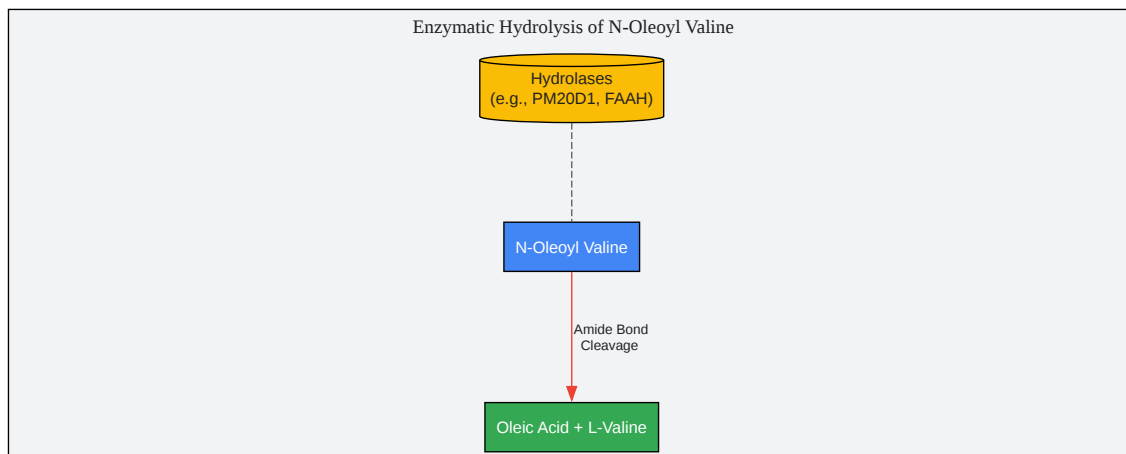 Enzymatic Hydrolysis of N-Oleoyl Valine
Hydrolases
(e.g., PM20D1, FAAH)
N-Oleoyl Valine
Amide Bond
Cleavage
Oleic Acid + L-Valine